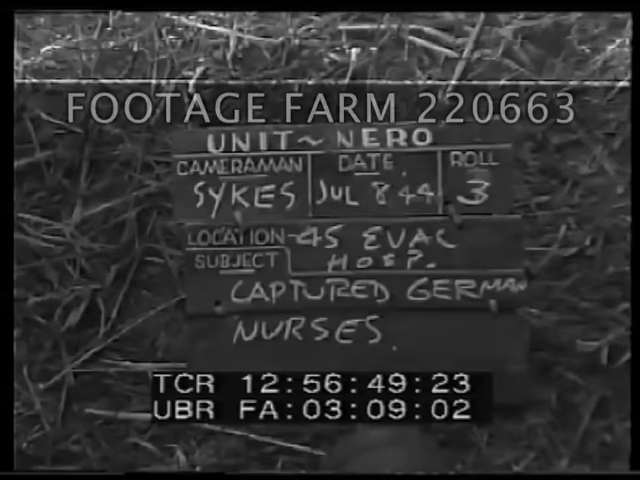 FOOTAGE FARM 220663
UNIT~NERO
CAMERAMAN DATE ROLL
SYKES JUL 8 44 3
LOCATION-45 EVAC
SUBJECT HOSP.
CAPTURED GERMAN
NURSES.
TCR 12:56:49:23
UBR FA:03:09:02